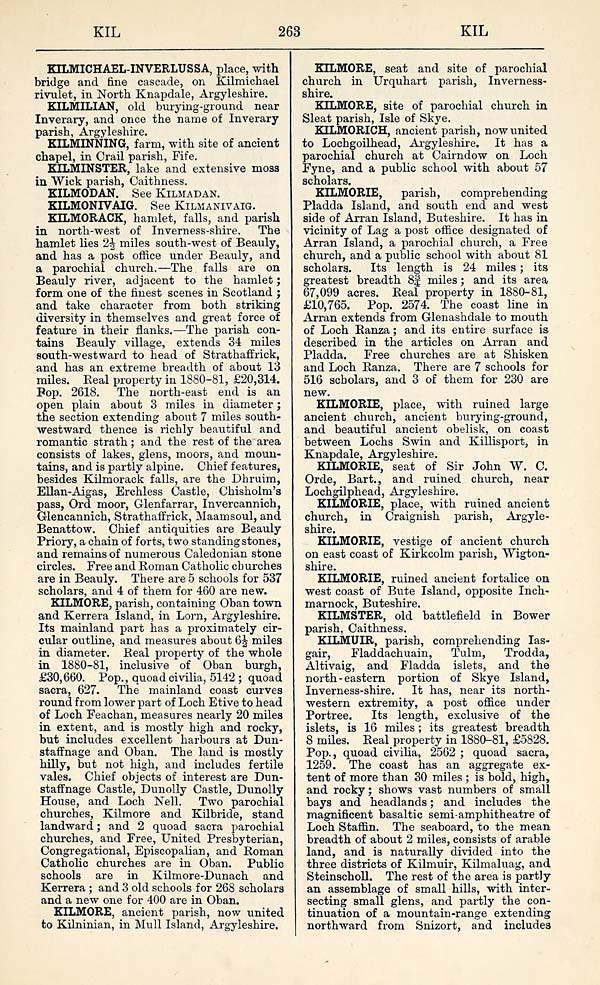 KIL
263
KIL
KILMICHAEL-INVERLUSSA, place, with
bridge and fine cascade, on Kilmichael
rivulet, in North Knapdale, Argyleshire.
KILMILIAN, old burying-ground near
Inverary, and once the name of Inverary
parish, Argyleshire.
KILMINNING, farm, with site of ancient
chapel, in Crail parish, Fife.
KILMINSTER, lake and extensive moss
in Wick parish, Caithness.
KILMODAN. See KILMADAN.
KILMONIVAIG. See KILMANIVAIG.
KILMORACK, hamlet, falls, and parish
in north-west of Inverness-shire. The
hamlet lies 2½ miles south-west of Beauly,
and has a post office under Beauly, and
a parochial church.—The falls are on
Beauly river, adjacent to the hamlet;
form one of the finest scenes in Scotland;
and take character from both striking
diversity in themselves and great force of
feature in their flanks.—The parish con-
tains Beauly village, extends 34 miles
south-westward to head of Strathaffrick,
and has an extreme breadth of about 13
miles. Real property in 1880-81, £20,314.
Pop. 2618. The north-east end is an
open plain about 3 miles in diameter;
the section extending about 7 miles south-
westward thence is richly beautiful and
romantic strath; and the rest of the area
consists of lakes, glens, moors, and moun-
tains, and is partly alpine. Chief features,
besides Kilmorack falls, are the Dhruim,
Ellan-Aigas, Erchless Castle, Chisholm's
pass, Ord moor, Glenfarrar, Invercannich,
Glencannich, Strathaffrick, Maamsoul, and
Benattow. Chief antiquities are Beauly
Priory, a chain of forts, two standing stones,
and remains of numerous Caledonian stone
circles. Free and Roman Catholic churches
are in Beauly. There are 5 schools for 537
scholars, and 4 of them for 460 are new.
KILMORE, parish, containing Oban town
and Kerrera Island, in Lorn, Argyleshire.
Its mainland part has a proximately cir-
cular outline, and measures about 6½ miles
in diameter. Real property of the whole
in 1880-81, inclusive of Oban burgh,
£30,660. Pop., quoad civilia, 5142; quoad
sacra, 627. The mainland coast curves
round from lower part of Loch Etive to head
of Loch Feachan, measures nearly 20 miles
in extent, and is mostly high and rocky,
but includes excellent harbours at Dun-
staffnage and Oban. The land is mostly
hilly, but not high, and includes fertile
vales. Chief objects of interest are Dun-
staffnage Castle, Dunolly Castle, Dunolly
House, and Loch Nell. Two parochial
churches, Kilmore and Kilbride, stand
landward; and 2 quoad sacra parochial
churches, and Free, United Presbyterian,
Congregational, Episcopalian, and Roman
Catholic churches are in Oban. Public
schools are in Kilmore-Dunach and
Kerrera; and 3 old schools for 268 scholars
and a new one for 400 are in Oban.
KILMORE, ancient parish, now united
to Kilninian, in Mull Island, Argyleshire.
KILMORE, seat and site of parochial
church in Urquhart parish, Inverness-
shire.
KILMORE, site of parochial church in
Sleat parish, Isle of Skye.
KILMORICH, ancient parish, now united
to Lochgoilhead, Argyleshire. It has a
parochial church at Cairndow on Loch
Fyne, and a public school with about 57
scholars.
KILMORIE, parish, comprehending
Pladda Island, and south end and west
side of Arran Island, Buteshire. It has in
vicinity of Lag a post office designated of
Arran Island, a parochial church, a Free
church, and a public school with about 81
scholars. Its length is 24 miles; its
greatest breadth 8¾ miles; and its area
67,099 acres. Real property in 1880-81,
£10,765. Pop. 2574. The coast line in
Arran extends from Glenashdale to mouth
of Loch Ranza; and its entire surface is
described in the articles on Arran and
Pladda. Free churches are at Shisken
and Loch Ranza. There are 7 schools for
516 scholars, and 3 of them for 230 are
new.
KILMORIE, place, with ruined large
ancient church, ancient burying-ground,
and beautiful ancient obelisk, on coast
between Lochs Swin and Killisport, in
Knapdale, Argyleshire.
KILMORIE, seat of Sir John W. C.
Orde, Bart., and ruined church, near
Lochgilphead, Argyleshire.
KILMORIE, place, with ruined ancient
church, in Craignish parish, Argyle-
shire.
KILMORIE, vestige of ancient church
on east coast of Kirkcolm parish, Wigton-
shire.
KILMORIE, ruined ancient fortalice on
west coast of Bute Island, opposite Inch-
marnock, Buteshire.
KILMSTER, old battlefield in Bower
parish, Caithness.
KILMUIR, parish, comprehending Ias-
gair, Fladdachuain, Tulm, Trodda,
Altivaig, and Fladda islets, and the
north-eastern portion of Skye Island,
Inverness-shire. It has, near its north-
western extremity, a post office under
Portree. Its length, exclusive of the
islets, is 16 miles; its greatest breadth
8 miles. Real property in 1880-81, £5828.
Pop., quoad civilia, 2562; quoad sacra,
1259. The coast has an aggregate ex-
tent of more than 30 miles; is bold, high,
and rocky; shows vast numbers of small
bays and headlands; and includes the
magnificent basaltic semi-amphitheatre of
Loch Staffin. The seaboard, to the mean
breadth of about 2 miles, consists of arable
land, and is naturally divided into the
three districts of Kilmuir, Kilmaluag, and
Steinscholl. The rest of the area is partly
an assemblage of small hills, with inter-
secting small glens, and partly the con-
tinuation of a mountain-range extending
northward from Snizort, and includes